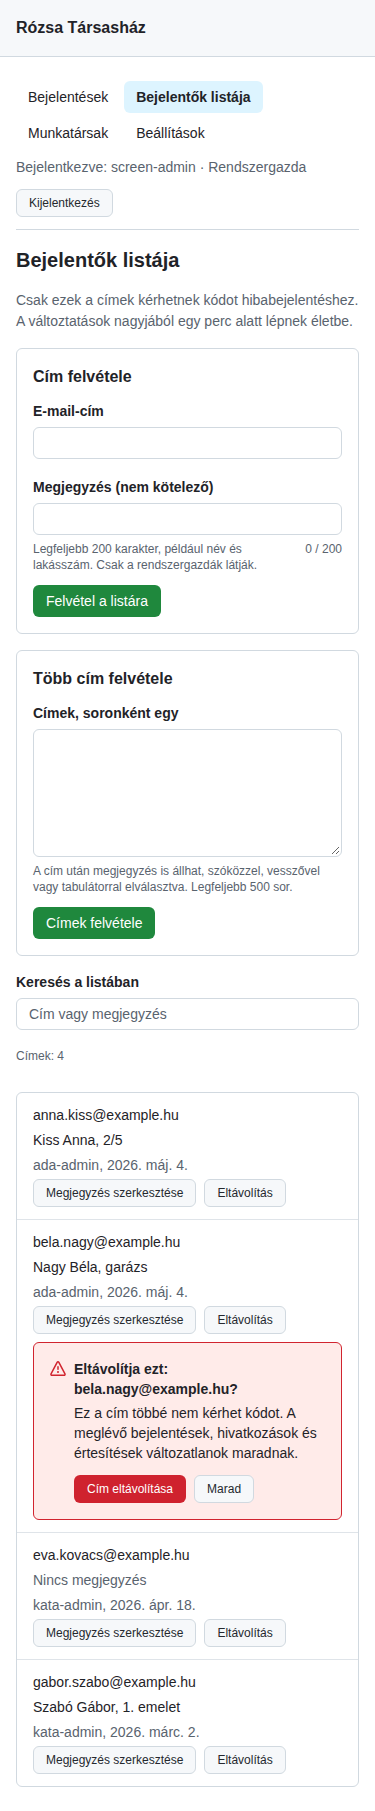 Rózsa Társasház
Bejelentések
Bejelentők listája
Munkatársak
Beállítások
Bejelentkezve: screen-admin · Rendszergazda
Kijelentkezés
Bejelentők listája
Csak ezek a címek kérhetnek kódot hibabejelentéshez.
A változtatások nagyjából egy perc alatt lépnek életbe.
Cím felvétele
E-mail-cím
Megjegyzés (nem kötelező)
Legfeljebb 200 karakter, például név és
lakásszám. Csak a rendszergazdák látják.
0 / 200
Felvétel a listára
Több cím felvétele
Címek, soronként egy
A cím után megjegyzés is állhat, szóközzel, vesszővel
vagy tabulátorral elválasztva. Legfeljebb 500 sor.
Címek felvétele
Keresés a listában
Cím vagy megjegyzés
Címek: 4
anna.kiss@example.hu
Kiss Anna, 2/5
ada-admin, 2026. máj. 4.
Megjegyzés szerkesztése
Eltávolítás
bela.nagy@example.hu
Nagy Béla, garázs
ada-admin, 2026. máj. 4.
Megjegyzés szerkesztése
Eltávolítás
Eltávolítja ezt:
bela.nagy@example.hu?
Ez a cím többé nem kérhet kódot. A
meglévő bejelentések, hivatkozások és
értesítések változatlanok maradnak.
Cím eltávolítása
Marad
eva.kovacs@example.hu
Nincs megjegyzés
kata-admin, 2026. ápr. 18.
Megjegyzés szerkesztése
Eltávolítás
gabor.szabo@example.hu
Szabó Gábor, 1. emelet
kata-admin, 2026. márc. 2.
Megjegyzés szerkesztése
Eltávolítás